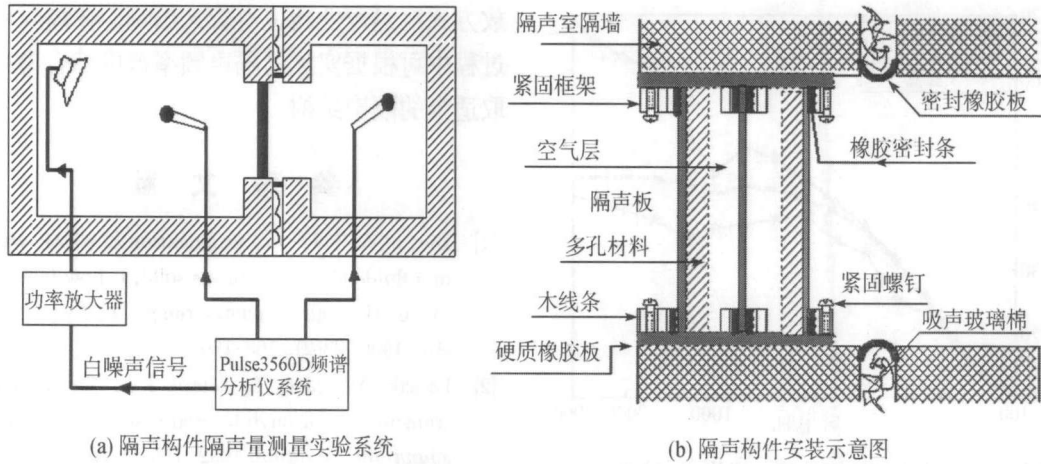 功率放大器
白噪声信号
Pulse3560D频谱
分析仪系统
(a) 隔声构件隔声量测量实验系统
隔声室隔墙
紧固框架
空气层
隔声板
多孔材料
木线条
硬质橡胶板
密封橡胶板
橡胶密封条
紧固螺钉
吸声玻璃棉
(b) 隔声构件安装示意图